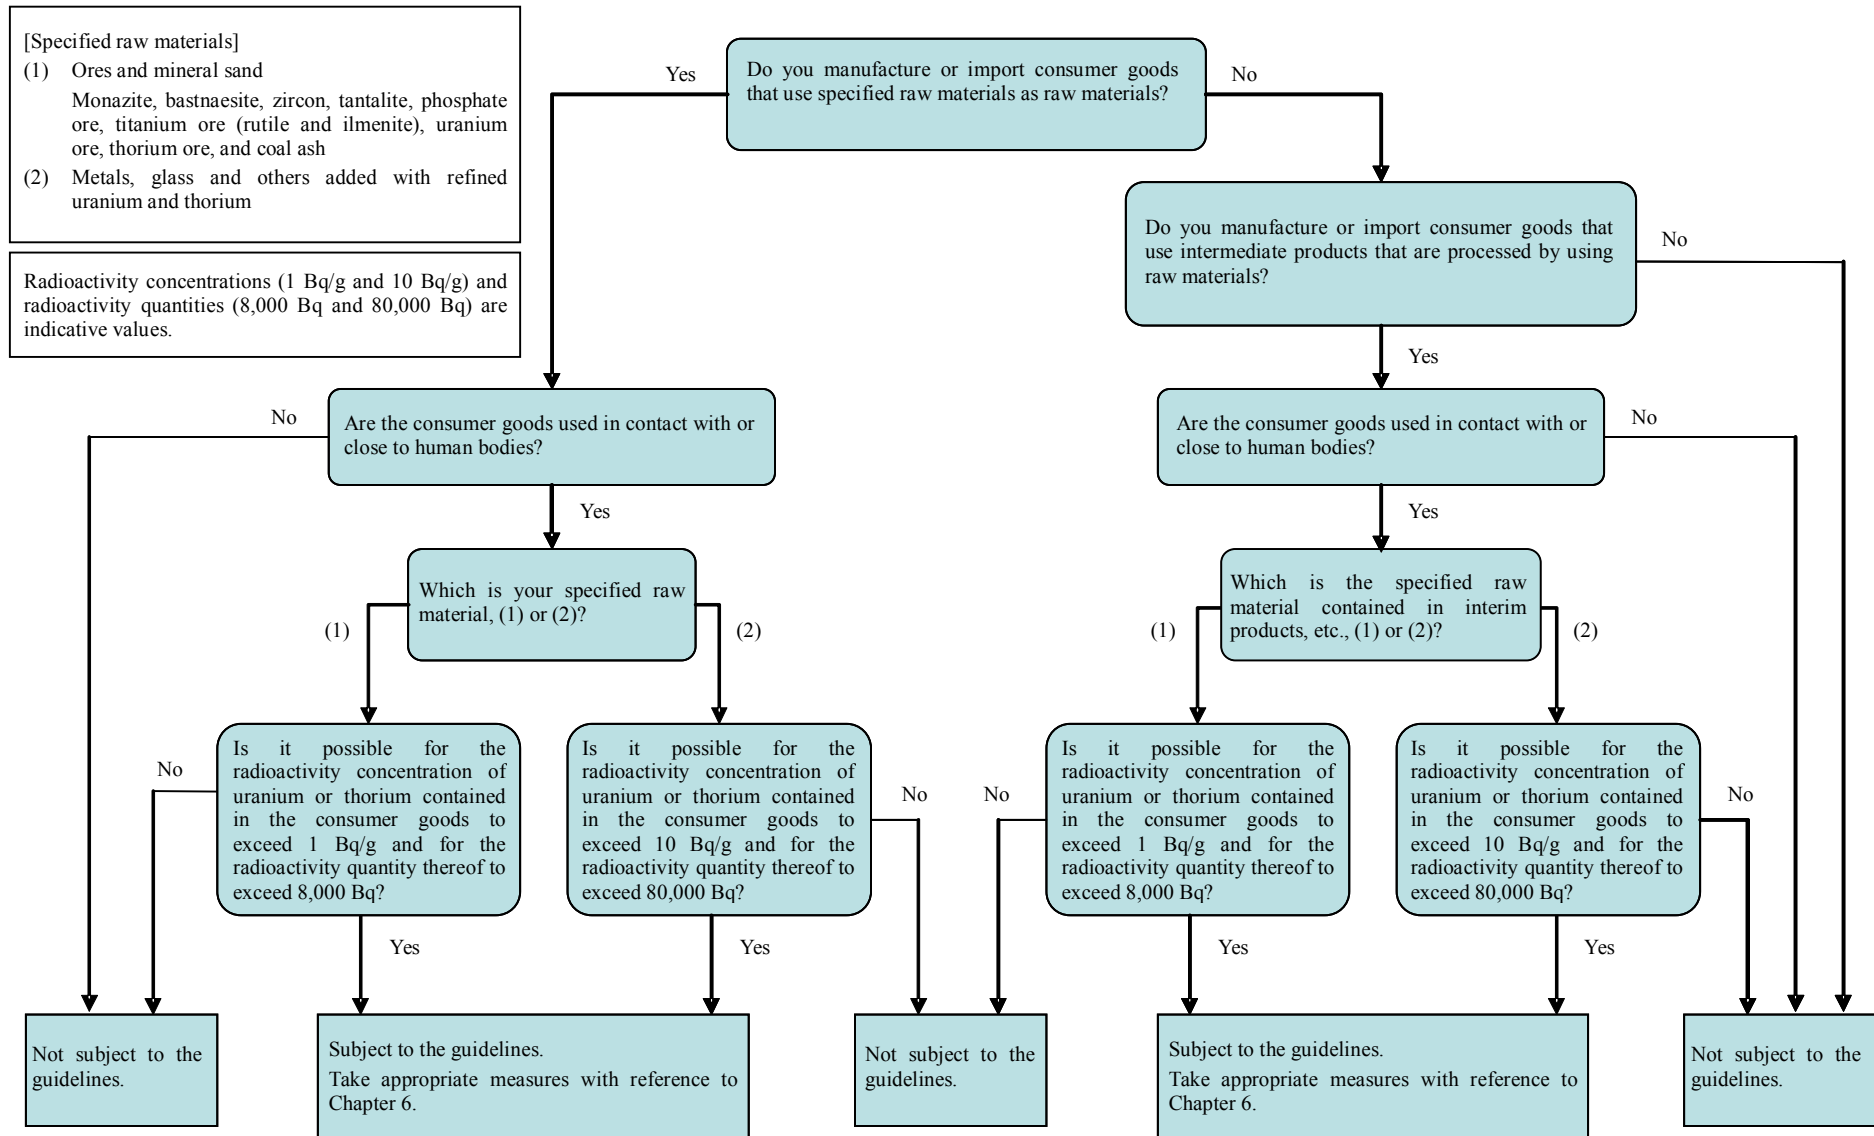 [Specified raw materials]
(1) Ores and mineral sand
Monazite, bastnaesite, zircon, tantalite, phosphate
ore, titanium ore (rutile and ilmenite), uranium
ore, thorium ore, and coal ash
(2) Metals, glass and others added with refined
uranium and thorium
Radioactivity concentrations (1 Bq/g and 10 Bq/g) and
radioactivity quantities (8,000 Bq and 80,000 Bq) are
indicative values.
Yes
Do you manufacture or import consumer goods
that use specified raw materials as raw materials?
No
Do you manufacture or import consumer goods that
use intermediate products that are processed by using
raw materials?
No
Yes
No
Are the consumer goods used in contact with or
close to human bodies?
Yes
Are the consumer goods used in contact with or
close to human bodies?
No
Yes
Which is your specified raw
material, (1) or (2)?
(1)
(2)
Which is the specified raw
material contained in interim
products, etc., (1) or (2)?
(1)
(2)
No
Is it possible for the
radioactivity concentration of
uranium or thorium contained
in the consumer goods to
exceed 1 Bq/g and for the
radioactivity quantity thereof to
exceed 8,000 Bq?
Yes
Is it possible for the
radioactivity concentration of
uranium or thorium contained
in the consumer goods to
exceed 10 Bq/g and for the
radioactivity quantity thereof to
exceed 80,000 Bq?
No
Yes
No
Is it possible for the
radioactivity concentration of
uranium or thorium contained
in the consumer goods to
exceed 1 Bq/g and for the
radioactivity quantity thereof to
exceed 8,000 Bq?
Yes
Is it possible for the
radioactivity concentration of
uranium or thorium contained
in the consumer goods to
exceed 10 Bq/g and for the
radioactivity quantity thereof to
exceed 80,000 Bq?
No
Yes
Not subject to the
guidelines.
Subject to the guidelines.
Take appropriate measures with reference to
Chapter 6.
Not subject to the
guidelines.
Subject to the guidelines.
Take appropriate measures with reference to
Chapter 6.
Not subject to the
guidelines.